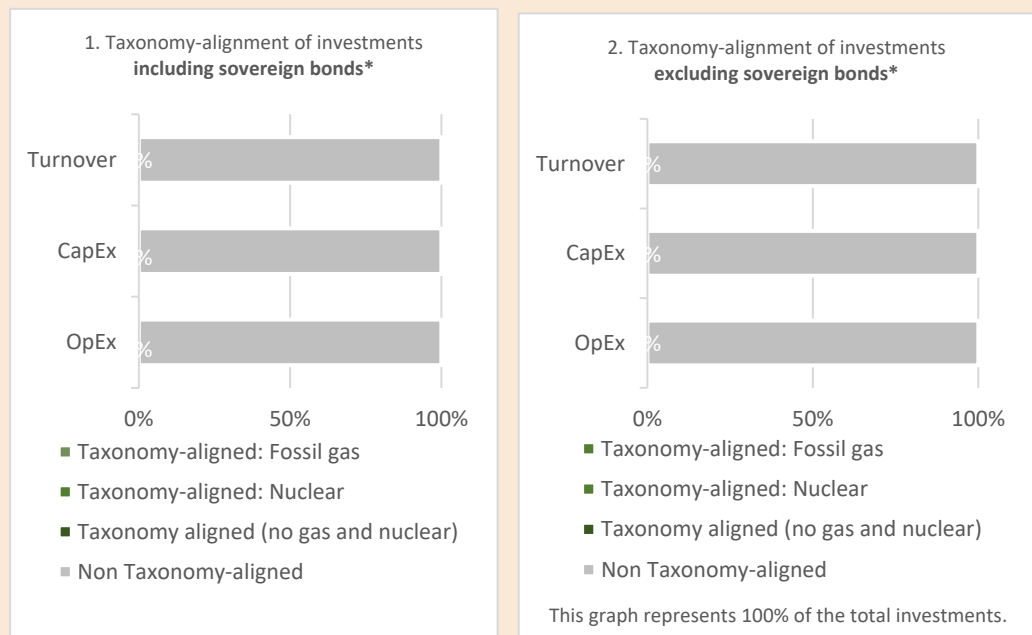 1. Taxonomy-alignment of investments
including sovereign bonds*
Turnover
%
CapEx
%
OpEx
%
0% 50% 100%
Taxonomy-aligned: Fossil gas
Taxonomy-aligned: Nuclear
Taxonomy aligned (no gas and nuclear)
Non Taxonomy-aligned
2. Taxonomy-alignment of investments
excluding sovereign bonds*
Turnover
%
CapEx
%
OpEx
%
0% 50% 100%
Taxonomy-aligned: Fossil gas
Taxonomy-aligned: Nuclear
Taxonomy aligned (no gas and nuclear)
Non Taxonomy-aligned
This graph represents 100% of the total investments.